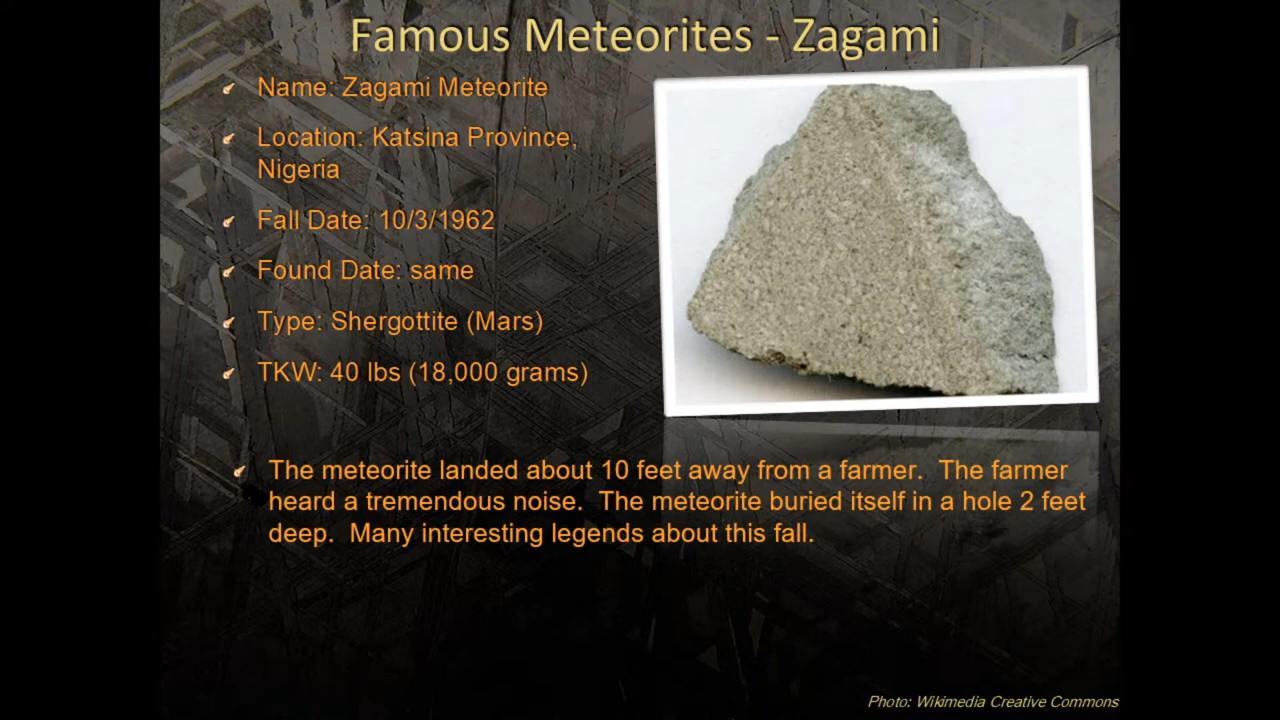 Famous Meteorites - Zagami
Name: Zagami Meteorite
Location: Katsina Province,
Nigeria
Fall Date: 10/3/1962
Found Date: same
Type: Shergottite (Mars)
TKW: 40 lbs (18,000 grams)
The meteorite landed about 10 feet away from a farmer.  The farmer
heard a tremendous noise.  The meteorite buried itself in a hole 2 feet
deep.  Many interesting legends about this fall.
Photo: Wikimedia Creative Commons